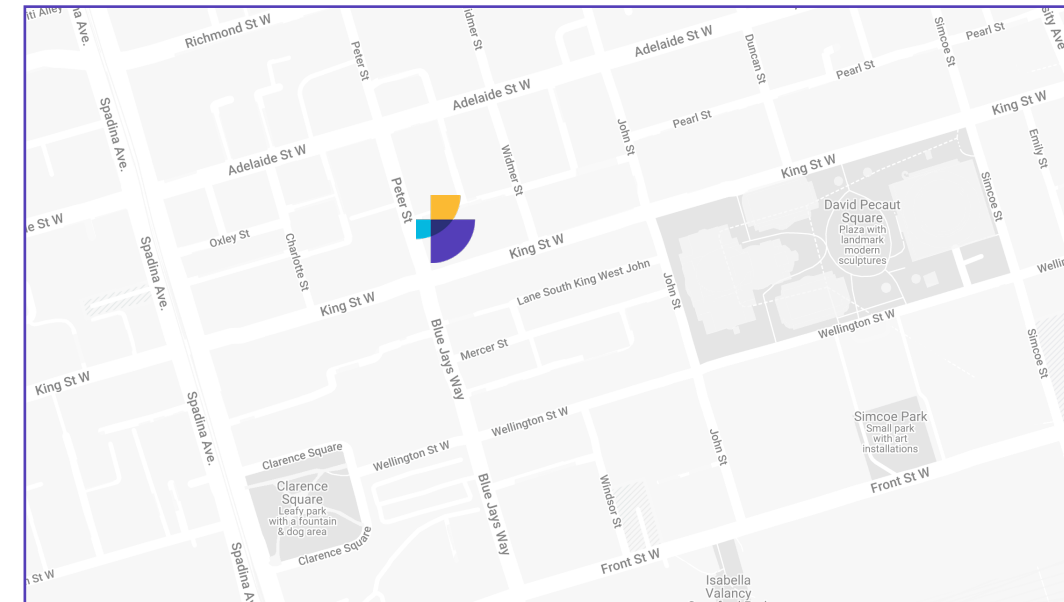 Richmond St W
Spadina Ave.
Peter St
Adelaide St W
Duncan St
Simcoe St
Pearl St
Pearl St
Adelaide St W
King St W
Pearl St
John St
Emily St
Spadina Ave.
Adelaide St W
Widmer St
King St W
Simcoe St
Peter St
David Pecaut
Square
Plaza with
landmark
modern
sculptures
Oxley St
Charlotte St
King St W
Spadina Ave.
Lane South King West John
John St
King St W
Wellington St W
Blue Jays Way
Mercer St
Simcoe St
King St W
Spadina Ave.
Wellington St W
Simcoe Park
Small park
with art
installations
John St
Clarence Square
Wellington St W
Front St W
Clarence
Square
Leafy park
with a fountain
& dog area
Windsor St
Blue Jays Way
Clarence Square
Front St W
Isabella
Valancy